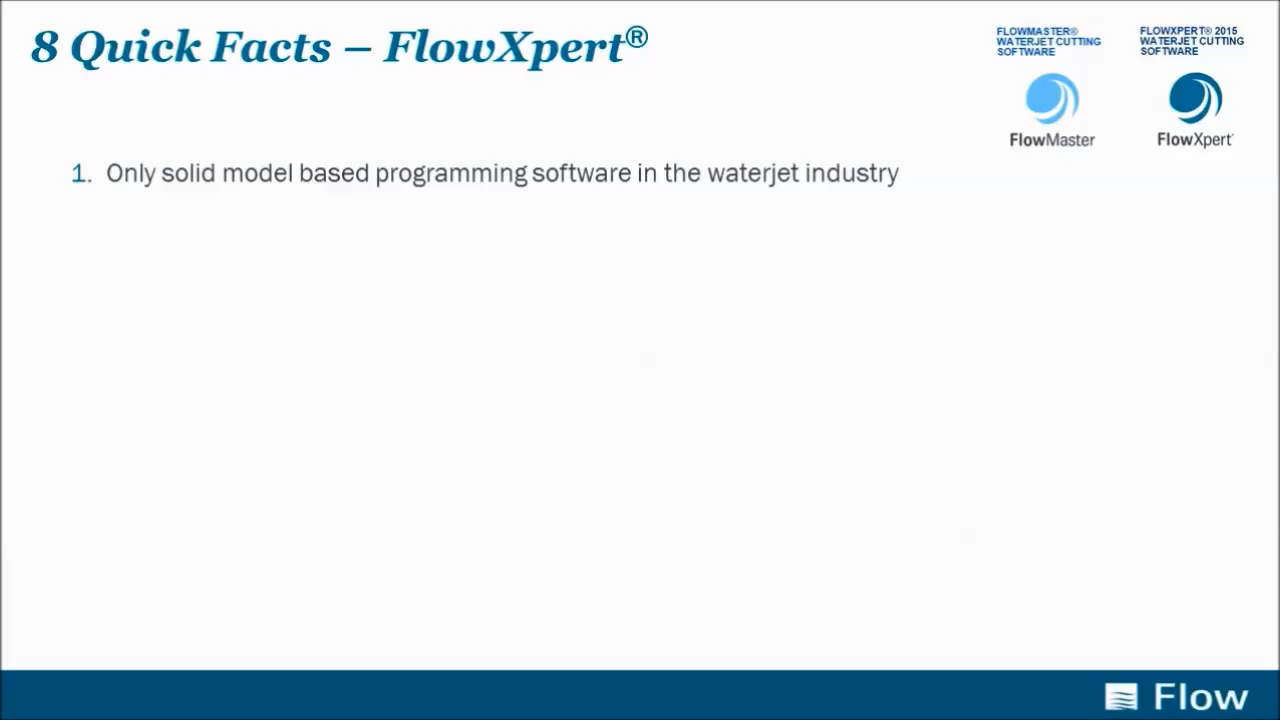 8 Quick Facts – FlowXpert®
FLOWMASTER®
WATERJET CUTTING
SOFTWARE
FlowMaster
FLOWXPERT® 2015
WATERJET CUTTING
SOFTWARE
FlowXpert®
1. Only solid model based programming software in the waterjet industry
Flow